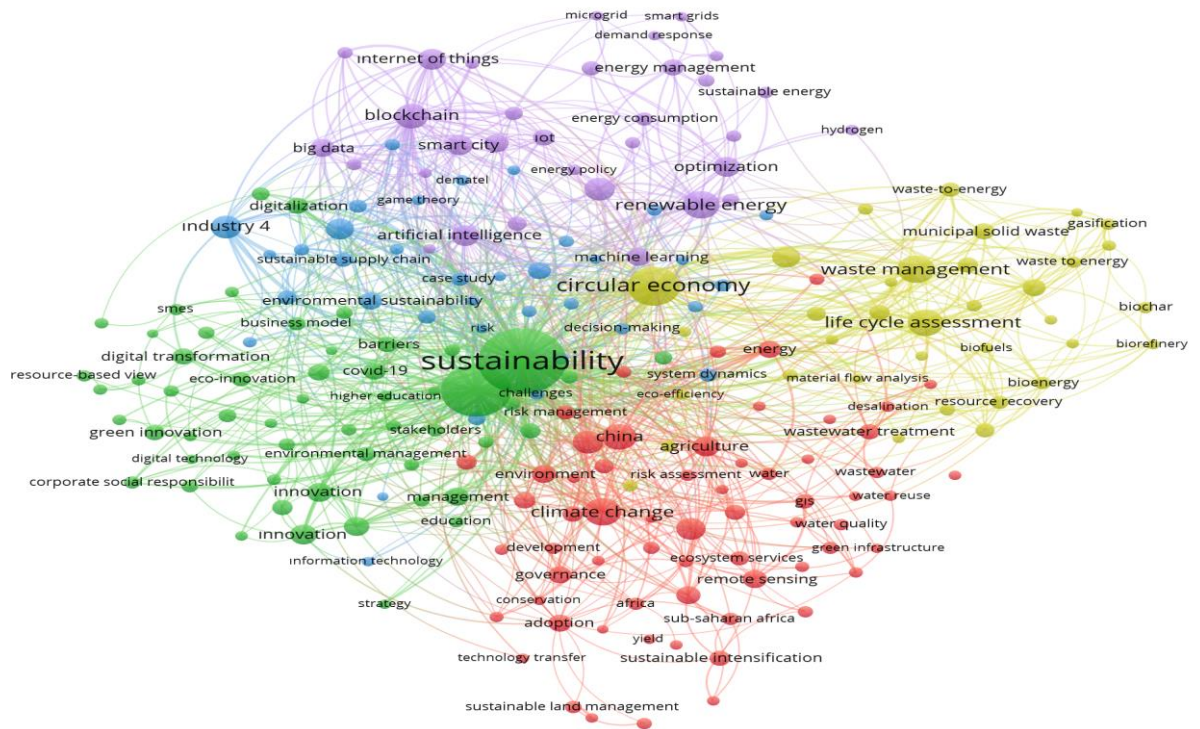 microgrid
smart grids
demand response
ınternet of things
energy management
sustainable energy
blockchain
energy consumption
hydrogen
big data
smart city
ıot
optimization
energy policy
dematel
waste-to-energy
game theory
digitalization
renewable energy
gasification
ındustry 4
artificial intelligence
municipal solid waste
sustainable supply chain
machine learning
waste management
waste to energy
case study
circular economy
environmental sustainability
biochar
smes
business model
risk
decision-making
life cycle assessment
barriers
energy
biofuels
biorefinery
digital transformation
sustainability
resource-based view
eco-innovation
covıd-19
system dynamics
material flow analysis
bioenergy
higher education
challenges
eco-efficiency
desalination
resource recovery
risk management
green innovation
stakeholders
china
agriculture
wastewater treatment
digital technology
environmental management
corporate social responsibilit
environment
risk assessment
water
wastewater
innovation
management
gıs
water reuse
climate change
education
water quality
ınnovation
development
ecosystem services
green infrastructure
ınformation technology
governance
remote sensing
strategy
conservation
africa
adoption
sub-saharan africa
yield
technology transfer
sustainable intensification
sustainable land management